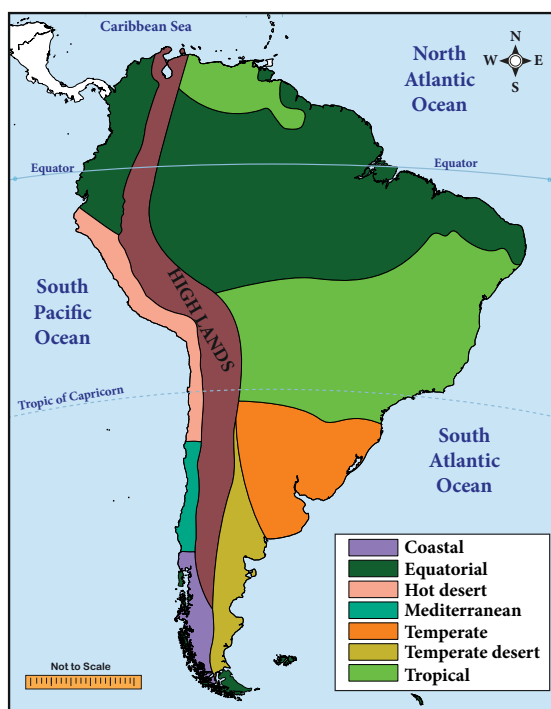 Caribbean Sea
North
Atlantic
Ocean
N
W E
S
Equator
Equator
HIGH LANDS
South
Pacific
Ocean
Tropic of Capricorn
South
Atlantic
Ocean
Coastal
Equatorial
Hot desert
Mediterranean
Temperate
Temperate desert
Tropical
Not to Scale